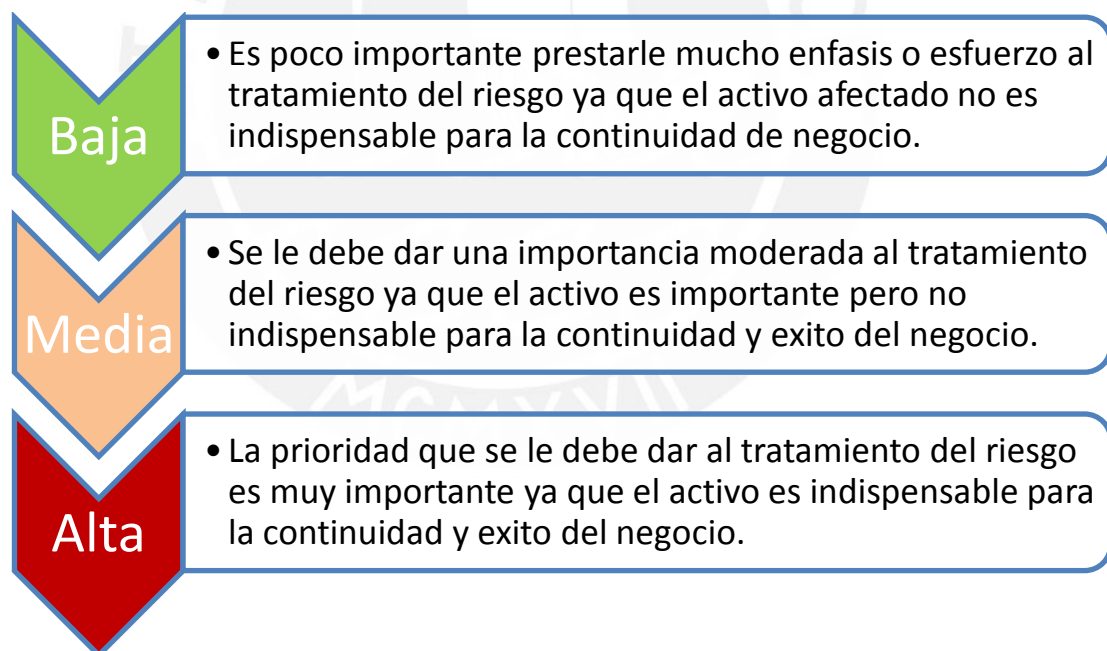 Baja
• Es poco importante prestarle mucho enfasis o esfuerzo al
tratamiento del riesgo ya que el activo afectado no es
indispensable para la continuidad de negocio.
Media
• Se le debe dar una importancia moderada al tratamiento
del riesgo ya que el activo es importante pero no
indispensable para la continuidad y exito del negocio.
MCMXVII
Alta
• La prioridad que se le debe dar al tratamiento del riesgo
es muy importante ya que el activo es indispensable para
la continuidad y exito del negocio.